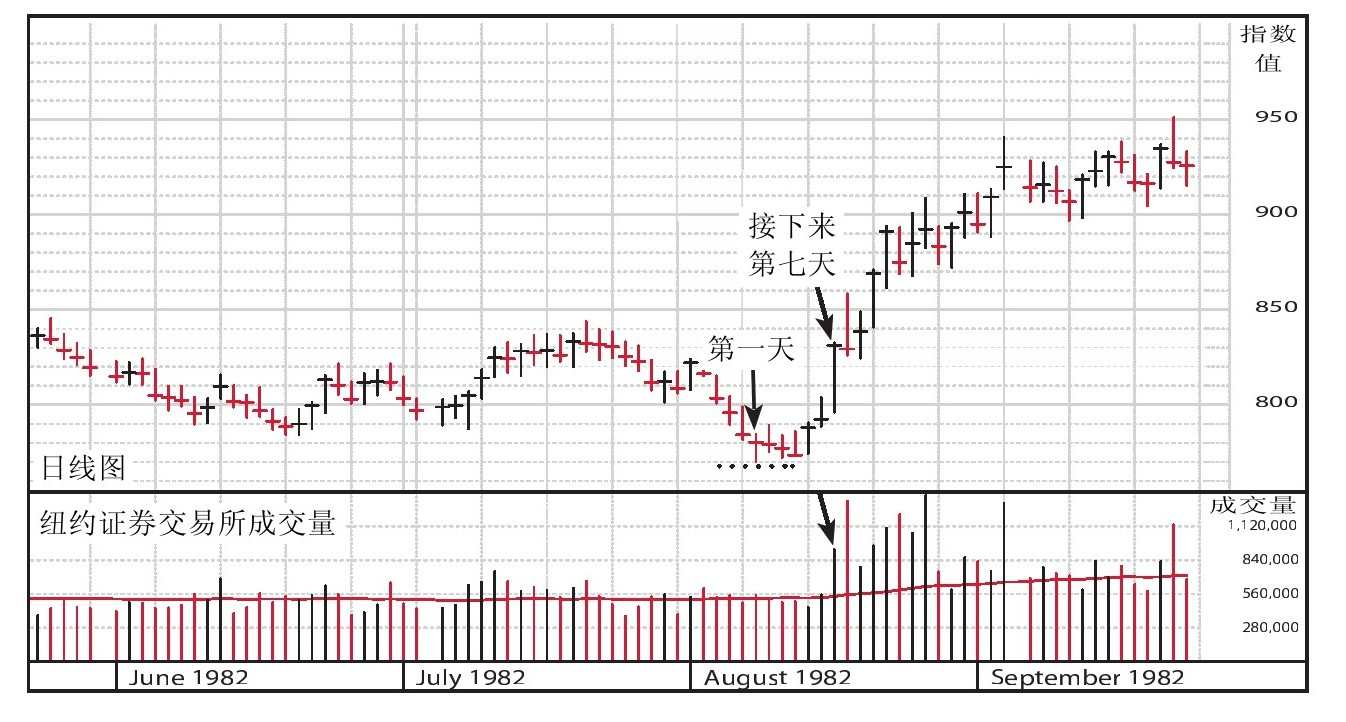 指数
值
950
900
接下来
第七天
850
第一天
800
日线图
成交量
纽约证券交易所成交量
1,120,000
840,000
560,000
280,000
June 1982
July 1982
August 1982
September 1982